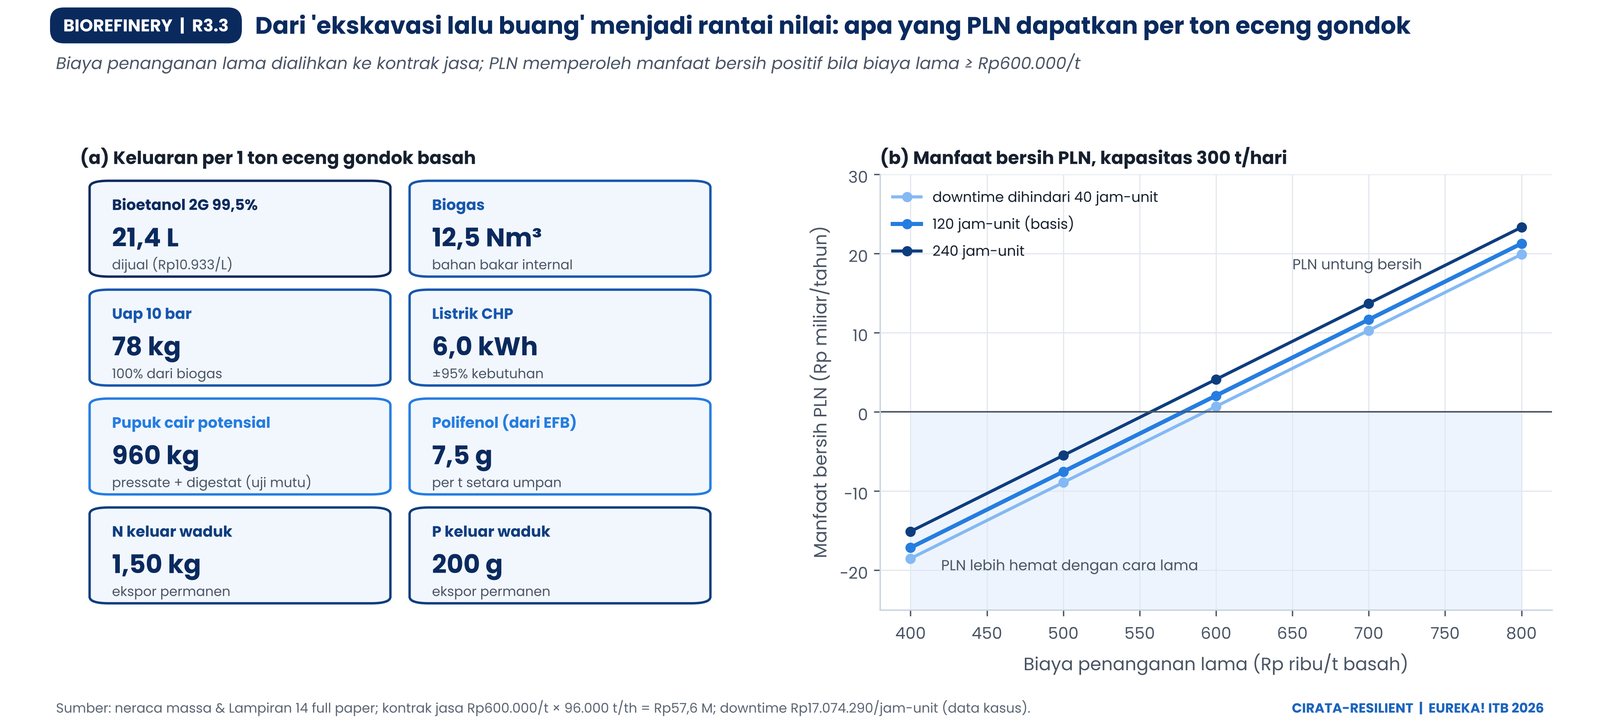 BIOREFINERY | R3.3
Dari 'ekskavasi lalu buang' menjadi rantai nilai: apa yang PLN dapatkan per ton eceng gondok
Biaya penanganan lama dialihkan ke kontrak jasa; PLN memperoleh manfaat bersih positif bila biaya lama ≥ Rp600.000/t
(a) Keluaran per 1 ton eceng gondok basah
Bioetanol 2G 99,5%
21,4 L
dijual (Rp10.933/L)
Biogas
12,5 Nm³
bahan bakar internal
Uap 10 bar
78 kg
100% dari biogas
Listrik CHP
6,0 kWh
±95% kebutuhan
Pupuk cair potensial
960 kg
pressate + digestat (uji mutu)
Polifenol (dari EFB)
7,5 g
per t setara umpan
N keluar waduk
1,50 kg
ekspor permanen
P keluar waduk
200 g
ekspor permanen
(b) Manfaat bersih PLN, kapasitas 300 t/hari
Manfaat bersih PLN (Rp miliar/tahun)
30
20
10
0
−10
−20
downtime dihindari 40 jam-unit
120 jam-unit (basis)
240 jam-unit
PLN untung bersih
PLN lebih hemat dengan cara lama
400 450 500 550 600 650 700 750 800
Biaya penanganan lama (Rp ribu/t basah)
Sumber: neraca massa & Lampiran 14 full paper; kontrak jasa Rp600.000/t × 96.000 t/th = Rp57,6 M; downtime Rp17.074.290/jam-unit (data kasus).
CIRATA-RESILIENT | EUREKA! ITB 2026